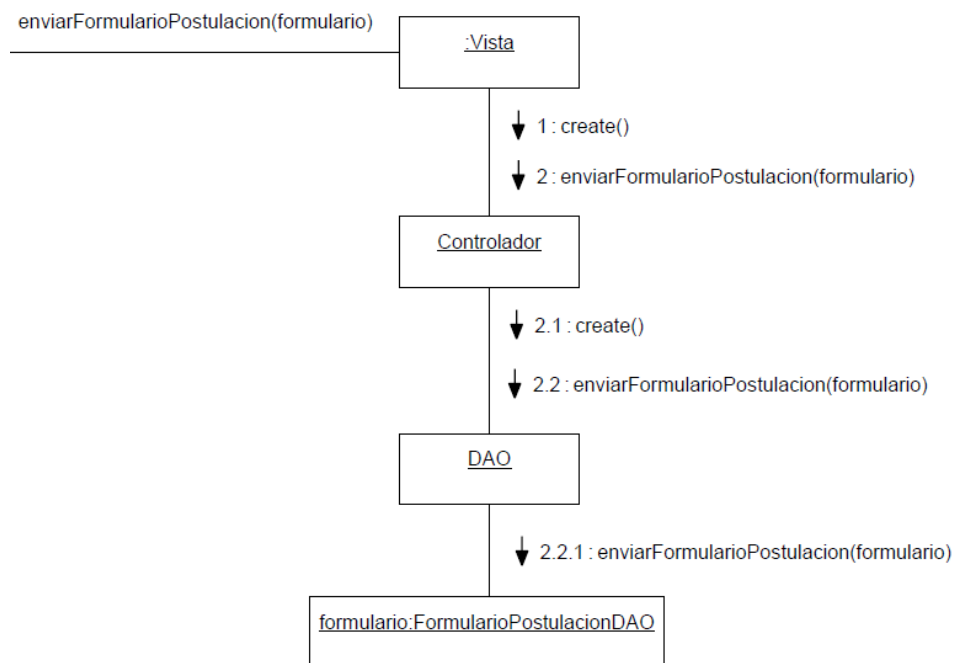 enviarFormularioPostulacion(formulario)
:Vista
1 : create()
2 : enviarFormularioPostulacion(formulario)
Controlador
2.1 : create()
2.2 : enviarFormularioPostulacion(formulario)
DAO
2.2.1 : enviarFormularioPostulacion(formulario)
formulario:FormularioPostulacionDAO